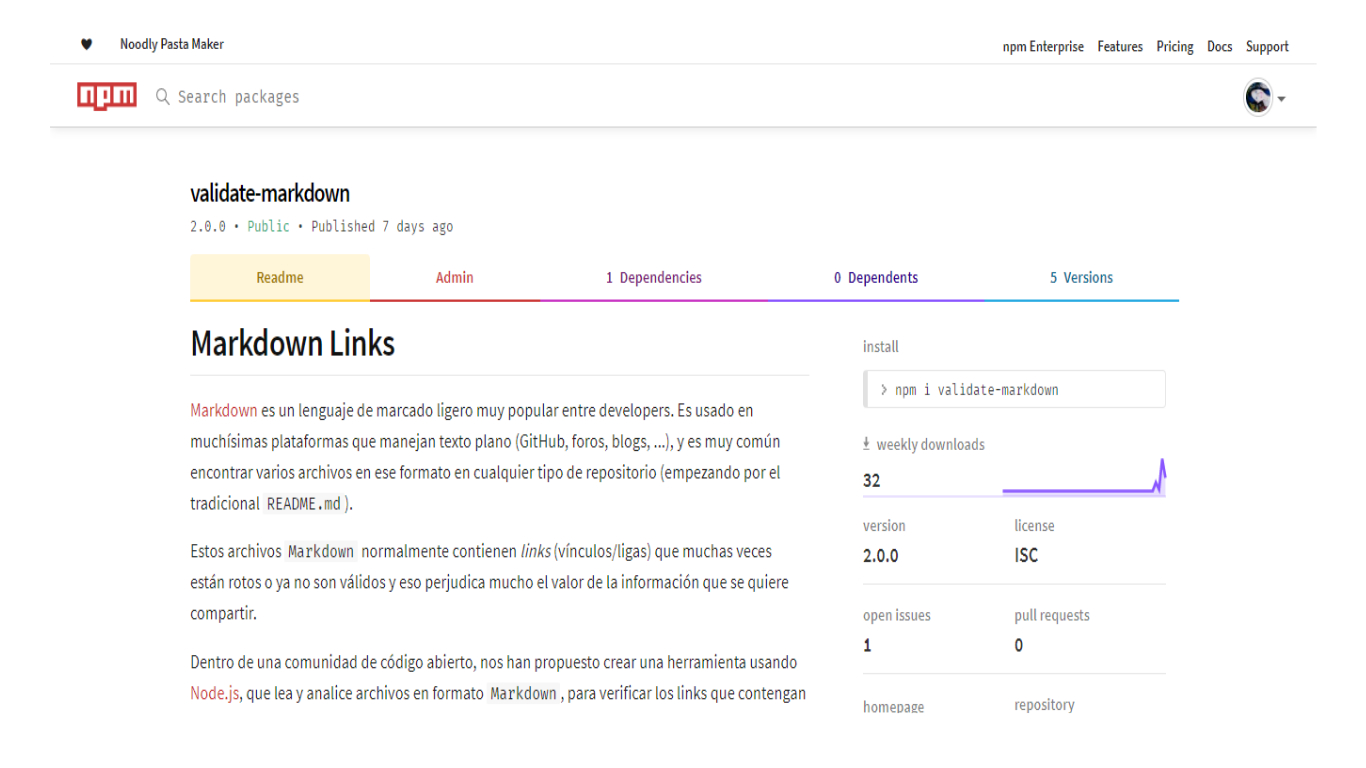 Noodly Pasta Maker
npm Enterprise Features Pricing Docs Support
npm
Search packages
validate-markdown
2.0.0 • Public • Published 7 days ago
Readme Admin 1 Dependencies 0 Dependents 5 Versions
Markdown Links
Markdown es un lenguaje de marcado ligero muy popular entre developers. Es usado en
muchísimas plataformas que manejan texto plano (GitHub, foros, blogs, ...), y es muy común
encontrar varios archivos en ese formato en cualquier tipo de repositorio (empezando por el
tradicional README.md ).
Estos archivos Markdown normalmente contienen links (vínculos/ligas) que muchas veces
están rotos o ya no son válidos y eso perjudica mucho el valor de la información que se quiere
compartir.
Dentro de una comunidad de código abierto, nos han propuesto crear una herramienta usando
Node.js, que lea y analice archivos en formato Markdown , para verificar los links que contengan
install
> npm i validate-markdown
weekly downloads
32
version license
2.0.0 ISC
open issues pull requests
1 0
homepage repository